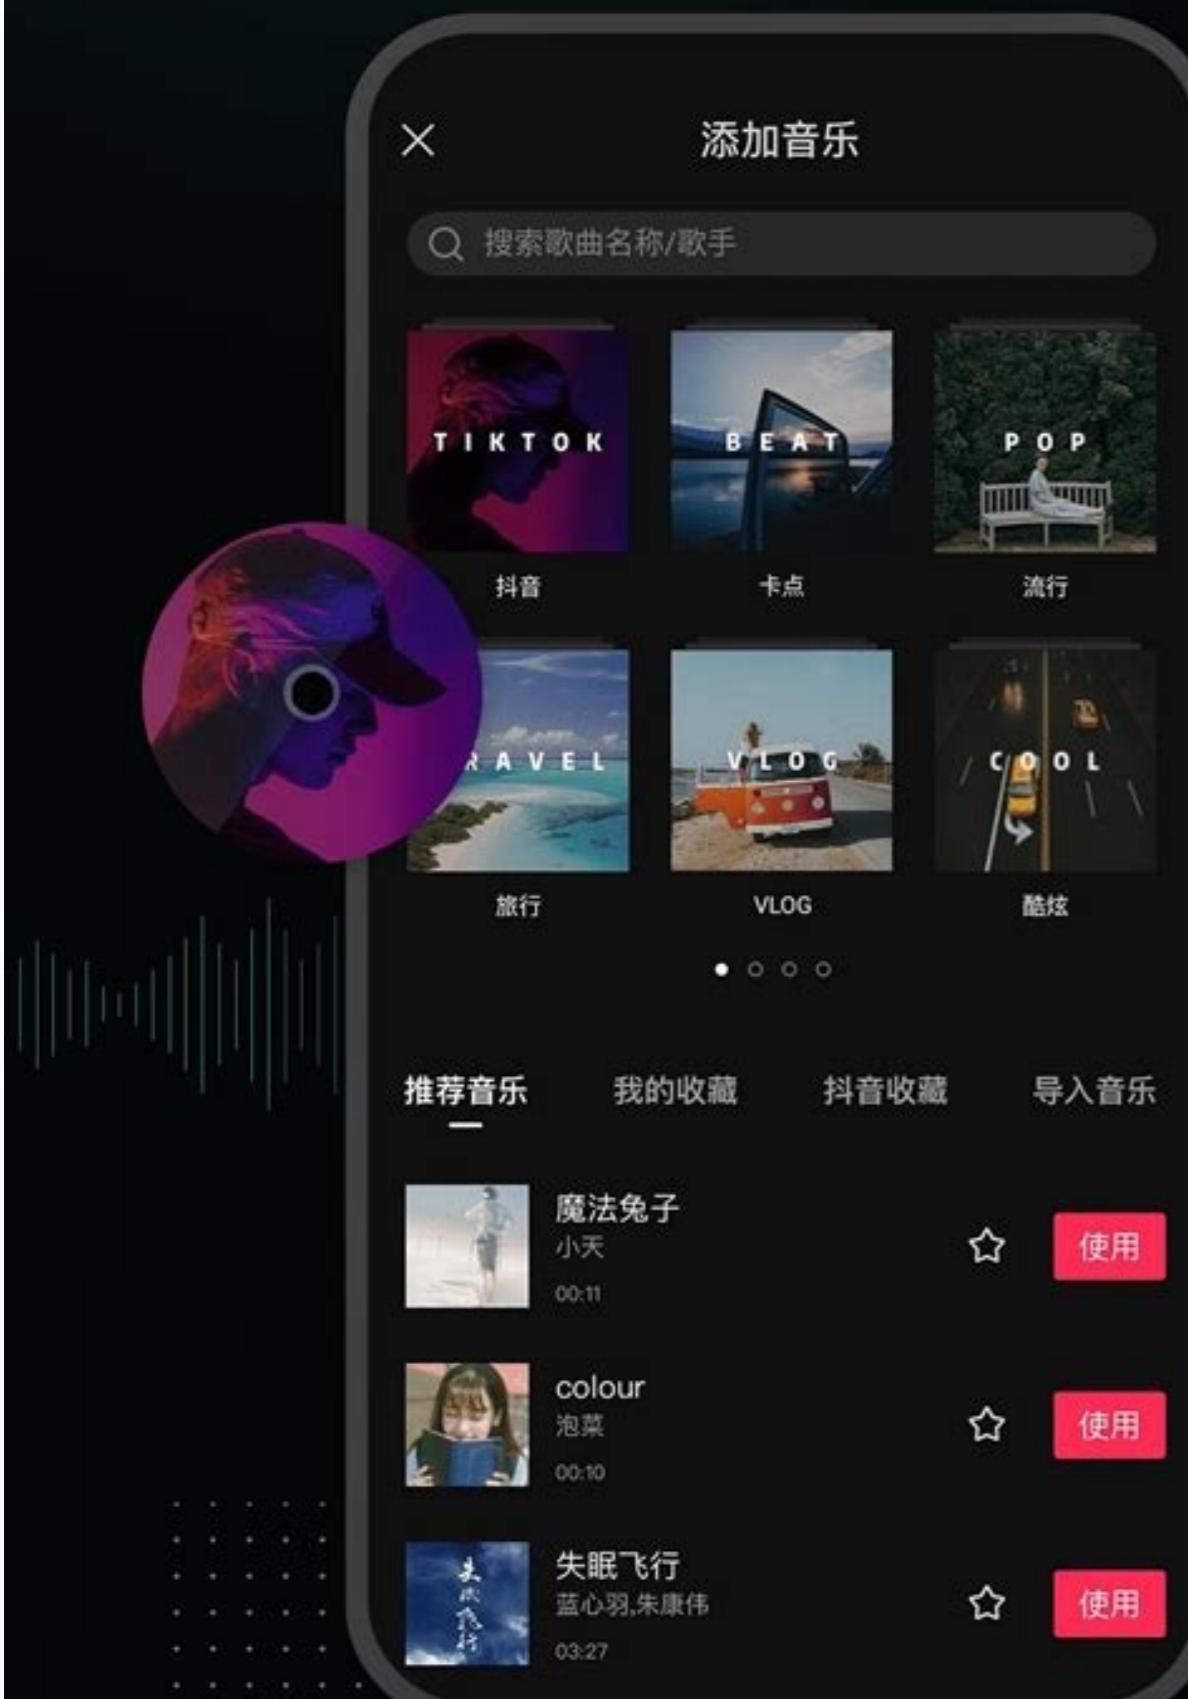 添加音乐
搜索歌曲名称/歌手
TIKTOK
BEAT
POP
抖音
卡点
流行
RAVEL
VLOG
COOL
旅行
VLOG
酷炫
推荐音乐
我的收藏
抖音收藏
导入音乐
魔法兔子
小天
00:11
使用
colour
泡菜
00:10
使用
失眠飞行
失眠飞行
蓝心羽,朱康伟
03:27
使用